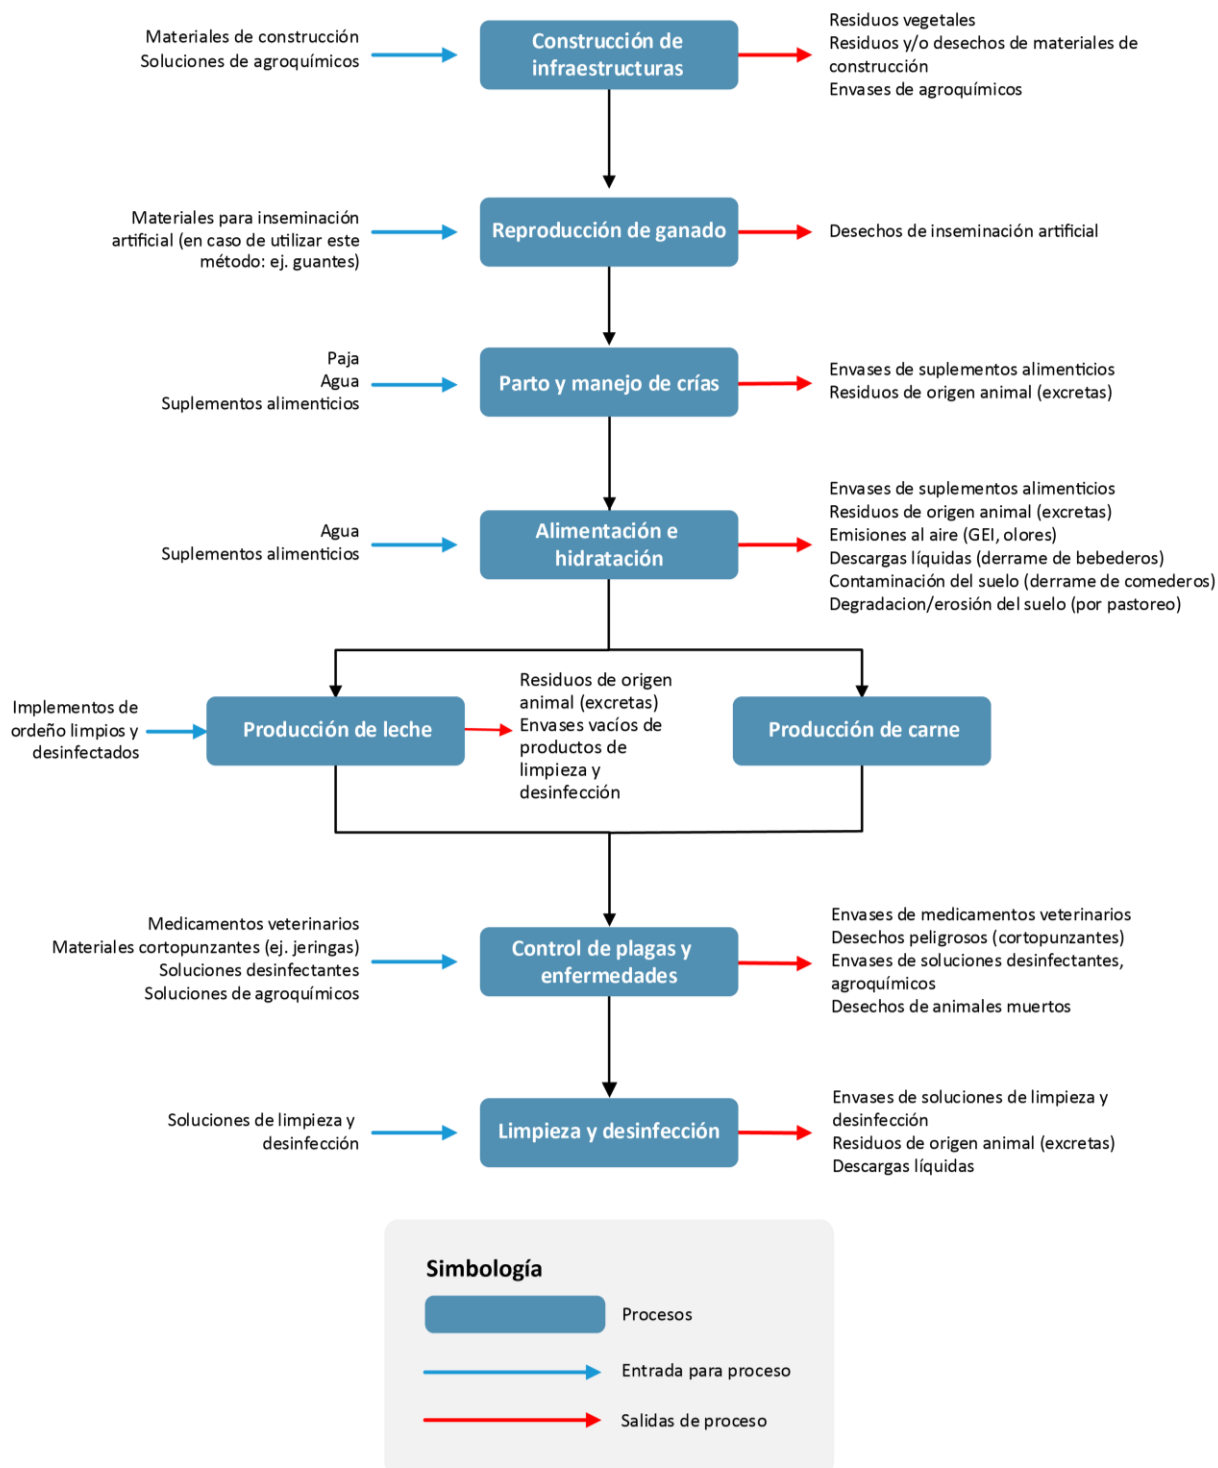 Materiales de construcción
Soluciones de agroquímicos
Construcción de
infraestructuras
Residuos vegetales
Residuos y/o desechos de materiales de
construcción
Envases de agroquímicos
Materiales para inseminación
artificial (en caso de utilizar este
método: ej. guantes)
Reproducción de ganado
Desechos de inseminación artificial
Paja
Agua
Suplementos alimenticios
Parto y manejo de crías
Envases de suplementos alimenticios
Residuos de origen animal (excretas)
Agua
Suplementos alimenticios
Alimentación e
hidratación
Envases de suplementos alimenticios
Residuos de origen animal (excretas)
Emisiones al aire (GEI, olores)
Descargas líquidas (derrame de bebederos)
Contaminación del suelo (derrame de comederos)
Degradacion/erosión del suelo (por pastoreo)
Implementos de
ordeño limpios y
desinfectados
Producción de leche
Residuos de origen
animal (excretas)
Envases vacíos de
productos de
limpieza y
desinfección
Producción de carne
Medicamentos veterinarios
Materiales cortopunzantes (ej. jeringas)
Soluciones desinfectantes
Soluciones de agroquímicos
Control de plagas y
enfermedades
Envases de medicamentos veterinarios
Desechos peligrosos (cortopunzantes)
Envases de soluciones desinfectantes,
agroquímicos
Desechos de animales muertos
Soluciones de limpieza y
desinfección
Limpieza y desinfección
Envases de soluciones de limpieza y
desinfección
Residuos de origen animal (excretas)
Descargas líquidas
Simbología
Procesos
Entrada para proceso
Salidas de proceso